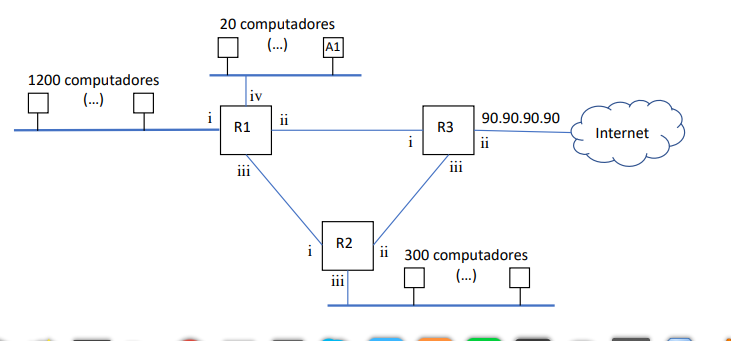 20 computadores
(...)
A1
1200 computadores
(...)
iv
i
R1
ii
iii
R3
i
ii
iii
90.90.90.90
Internet
R2
i
ii
iii
300 computadores
(...)